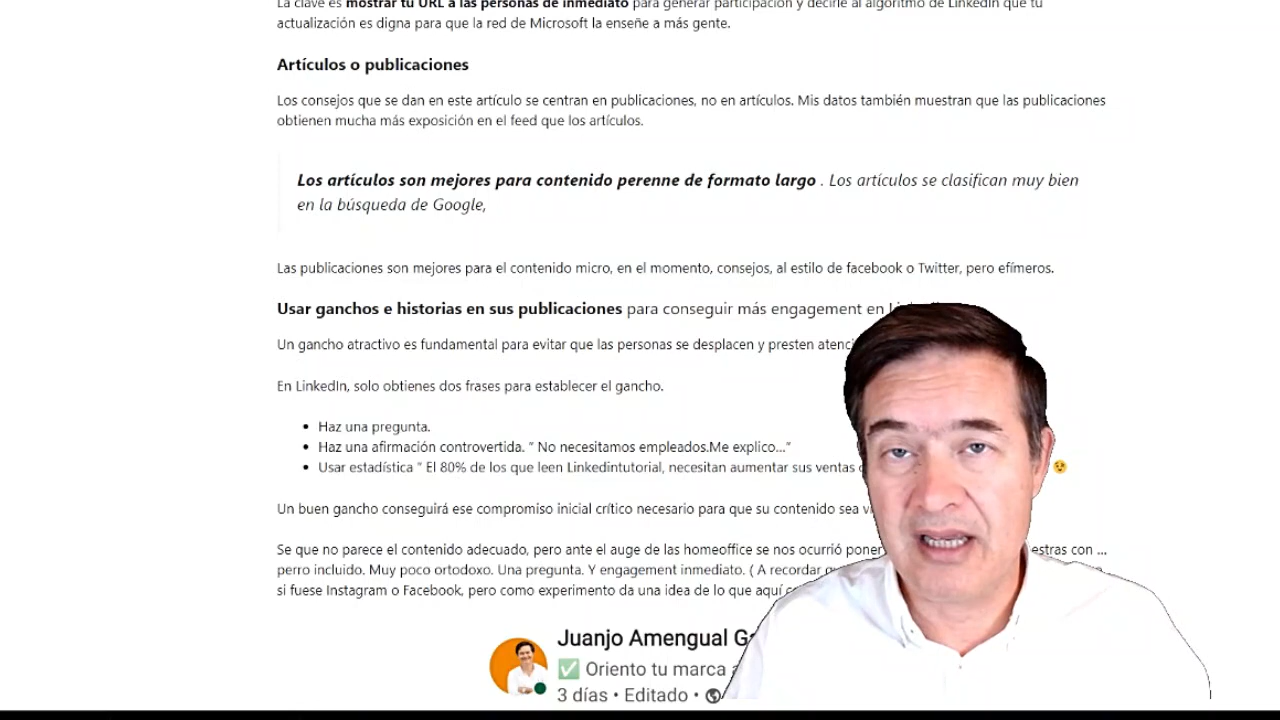 La clave es mostrar tu URL a las personas de inmediato para generar participación y decirle al algoritmo de LinkedIn que tu
actualización es digna para que la red de Microsoft la enseñe a más gente.
Artículos o publicaciones
Los consejos que se dan en este artículo se centran en publicaciones, no en artículos. Mis datos también muestran que las publicaciones
obtienen mucha más exposición en el feed que los artículos.
Los artículos son mejores para contenido perenne de formato largo . Los artículos se clasifican muy bien
en la búsqueda de Google,
Las publicaciones son mejores para el contenido micro, en el momento, consejos, al estilo de facebook o Twitter, pero efímeros.
Usar ganchos e historias en sus publicaciones para conseguir más engagement en
Un gancho atractivo es fundamental para evitar que las personas se desplacen y presten
En LinkedIn, solo obtienes dos frases para establecer el gancho.
• Haz una pregunta.
• Haz una afirmación controvertida. " No necesitamos empleados.Me explico..."
• Usar estadística " El 80% de los que leen Linkedintutorial, necesitan aumentar sus ventas 😉
Un buen gancho conseguirá ese compromiso inicial crítico necesario para que su contenido sea
Se que no parece el contenido adecuado, pero ante el auge de las homeoffice se nos ocurrió poner con ...
perro incluido. Muy poco ortodoxo. Una pregunta. Y engagement inmediato. ( A recordar
si fuese Instagram o Facebook, pero como experimento da una idea de lo que aquí
Juanjo Amengual
✅ Oriento tu marca
3 días • Editado •